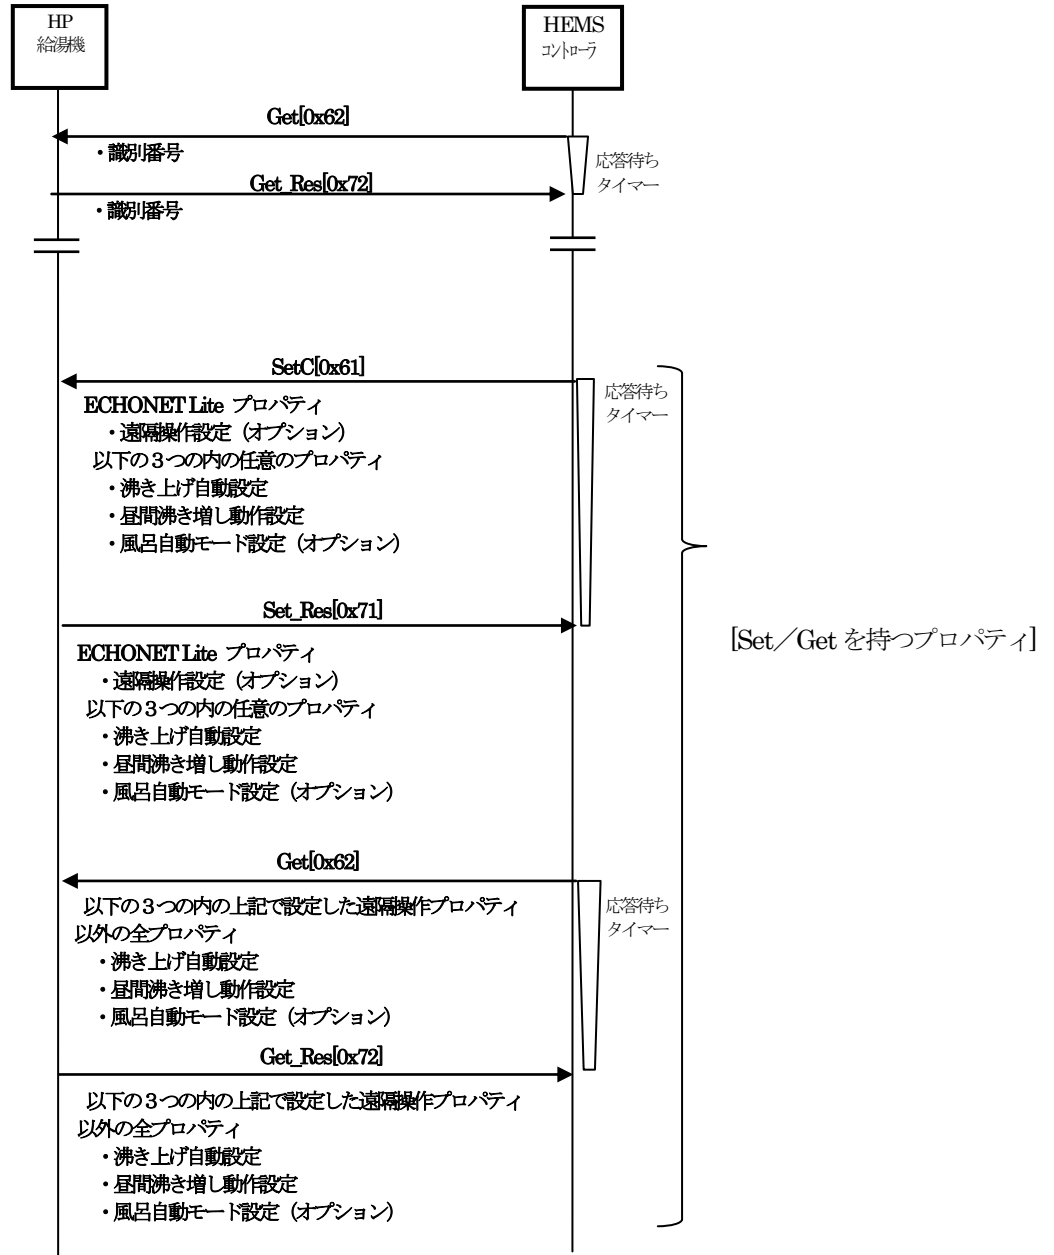 HP
給湯機
HEMS
コントローラ
Get[0x62]
・識別番号
応答待ち
タイマー
Get_Res[0x72]
・識別番号
SetC[0x61]
応答待ち
タイマー
ECHONET Lite プロパティ
・遠隔操作設定（オプション）
以下の３つの内の任意のプロパティ
・沸き上げ自動設定
・昼間沸き増し動作設定
・風呂自動モード設定（オプション）
Set_Res[0x71]
[Set／Get を持つプロパティ]
ECHONET Lite プロパティ
・遠隔操作設定（オプション）
以下の３つの内の任意のプロパティ
・沸き上げ自動設定
・昼間沸き増し動作設定
・風呂自動モード設定（オプション）
Get[0x62]
応答待ち
タイマー
以下の３つの内の上記で設定した遠隔操作プロパティ
以外の全プロパティ
・沸き上げ自動設定
・昼間沸き増し動作設定
・風呂自動モード設定（オプション）
Get_Res[0x72]
以下の３つの内の上記で設定した遠隔操作プロパティ
以外の全プロパティ
・沸き上げ自動設定
・昼間沸き増し動作設定
・風呂自動モード設定（オプション）